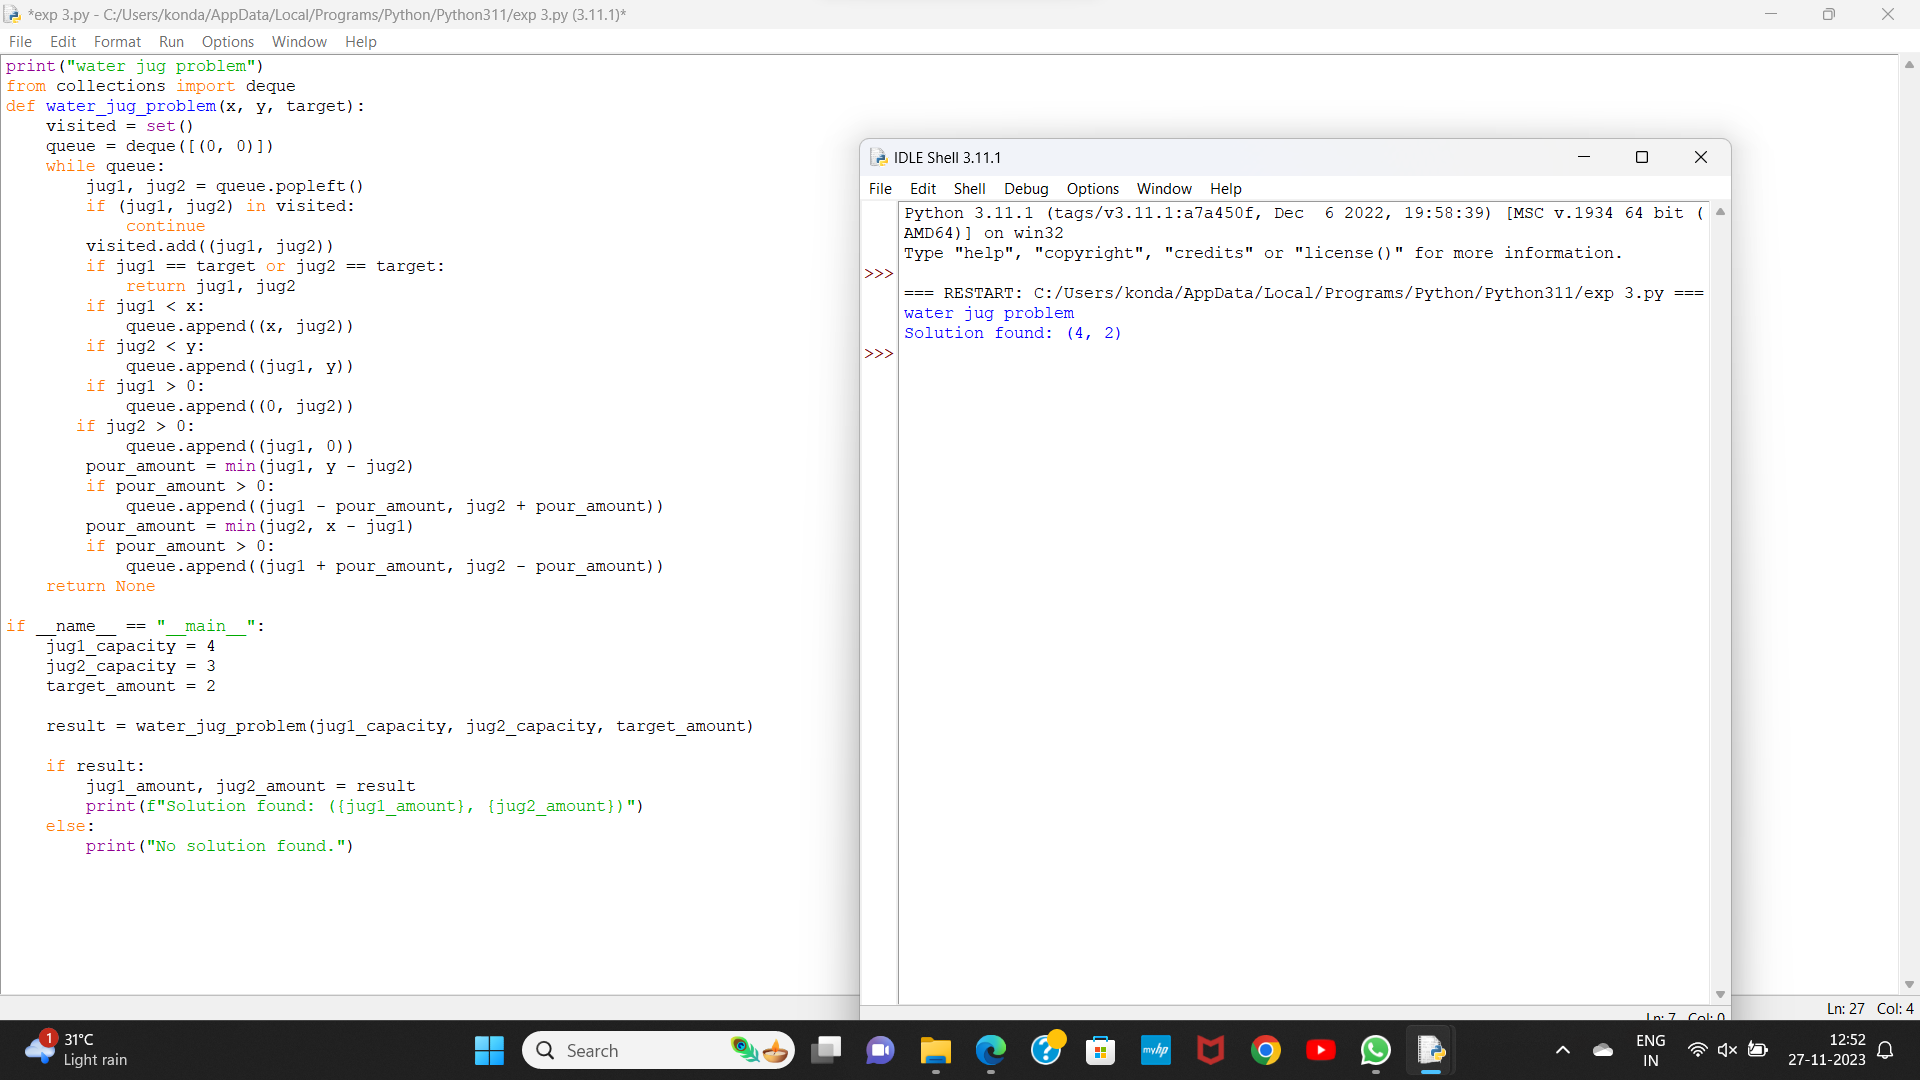 *exp 3.py - C:/Users/konda/AppData/Local/Programs/Python/Python311/exp 3.py (3.11.1)*
File Edit Format Run Options Window Help
print("water jug problem")
from collections import deque
def water_jug_problem(x, y, target):
    visited = set()
    queue = deque([(0, 0)])
    while queue:
        jug1, jug2 = queue.popleft()
        if (jug1, jug2) in visited:
            continue
        visited.add((jug1, jug2))
        if jug1 == target or jug2 == target:
            return jug1, jug2
        if jug1 < x:
            queue.append((x, jug2))
        if jug2 < y:
            queue.append((jug1, y))
        if jug1 > 0:
            queue.append((0, jug2))
       if jug2 > 0:
            queue.append((jug1, 0))
        pour_amount = min(jug1, y - jug2)
        if pour_amount > 0:
            queue.append((jug1 - pour_amount, jug2 + pour_amount))
        pour_amount = min(jug2, x - jug1)
        if pour_amount > 0:
            queue.append((jug1 + pour_amount, jug2 - pour_amount))
    return None
if __name__ == "__main__":
    jug1_capacity = 4
    jug2_capacity = 3
    target_amount = 2
    result = water_jug_problem(jug1_capacity, jug2_capacity, target_amount)
    if result:
        jug1_amount, jug2_amount = result
        print(f"Solution found: ({jug1_amount}, {jug2_amount})")
    else:
        print("No solution found.")
IDLE Shell 3.11.1
File Edit Shell Debug Options Window Help
Python 3.11.1 (tags/v3.11.1:a7a450f, Dec  6 2022, 19:58:39) [MSC v.1934 64 bit (
AMD64)] on win32
Type "help", "copyright", "credits" or "license()" for more information.
>>>
=== RESTART: C:/Users/konda/AppData/Local/Programs/Python/Python311/exp 3.py ===
water jug problem
Solution found: (4, 2)
>>>
Ln: 7 Col: 0
Ln: 27 Col: 4
1
31°C
Light rain
Search
myhp
ENG
IN
12:52
27-11-2023